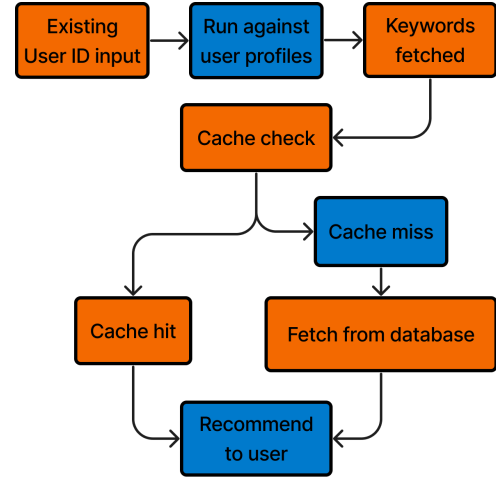 Existing
User ID input
Run against
user profiles
Keywords
fetched
Cache check
Cache miss
Cache hit
Fetch from database
Recommend
to user